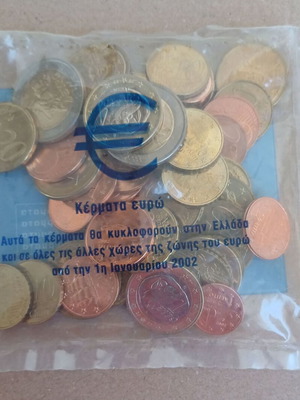 €
Κέρματα ευρώ
Αυτά τα κέρματα θα κυκλοφορούν στην Ελλάδα
και σε όλες τις άλλες χώρες της ζώνης του ευρώ
από την 1η Ιανουαρίου 2002